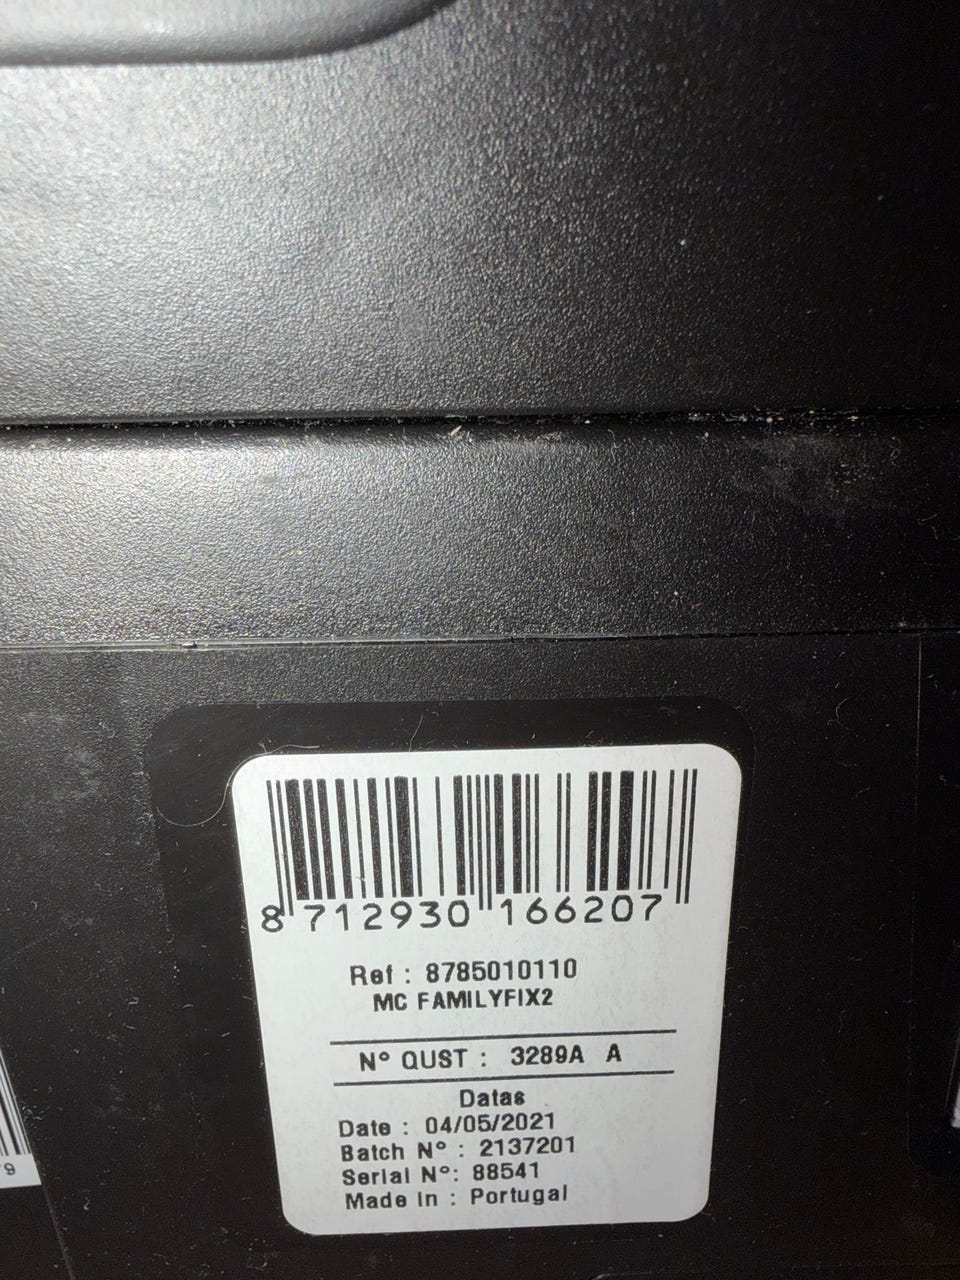 8 712930 166207
Ref : 8785010110
MC FAMILYFIX2
N° QUST : 3289A A
Datas
Date : 04/05/2021
Batch N° : 2137201
Serial N°: 88541
Made In : Portugal
9